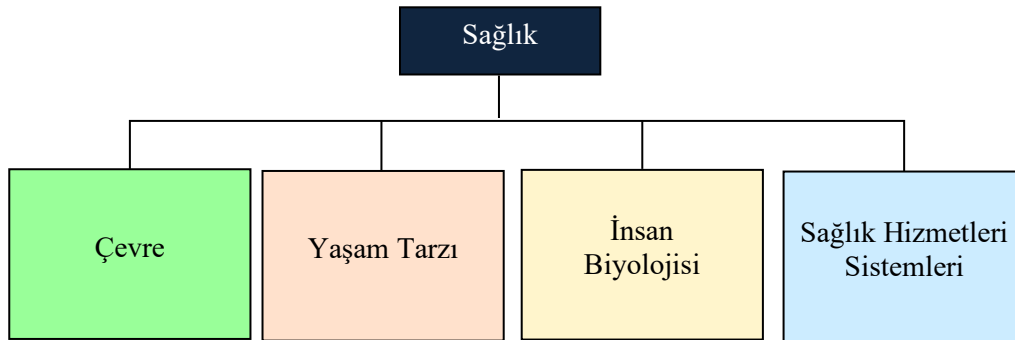 Sağlık
Çevre
Yaşam Tarzı
İnsan
Biyolojisi
Sağlık Hizmetleri
Sistemleri